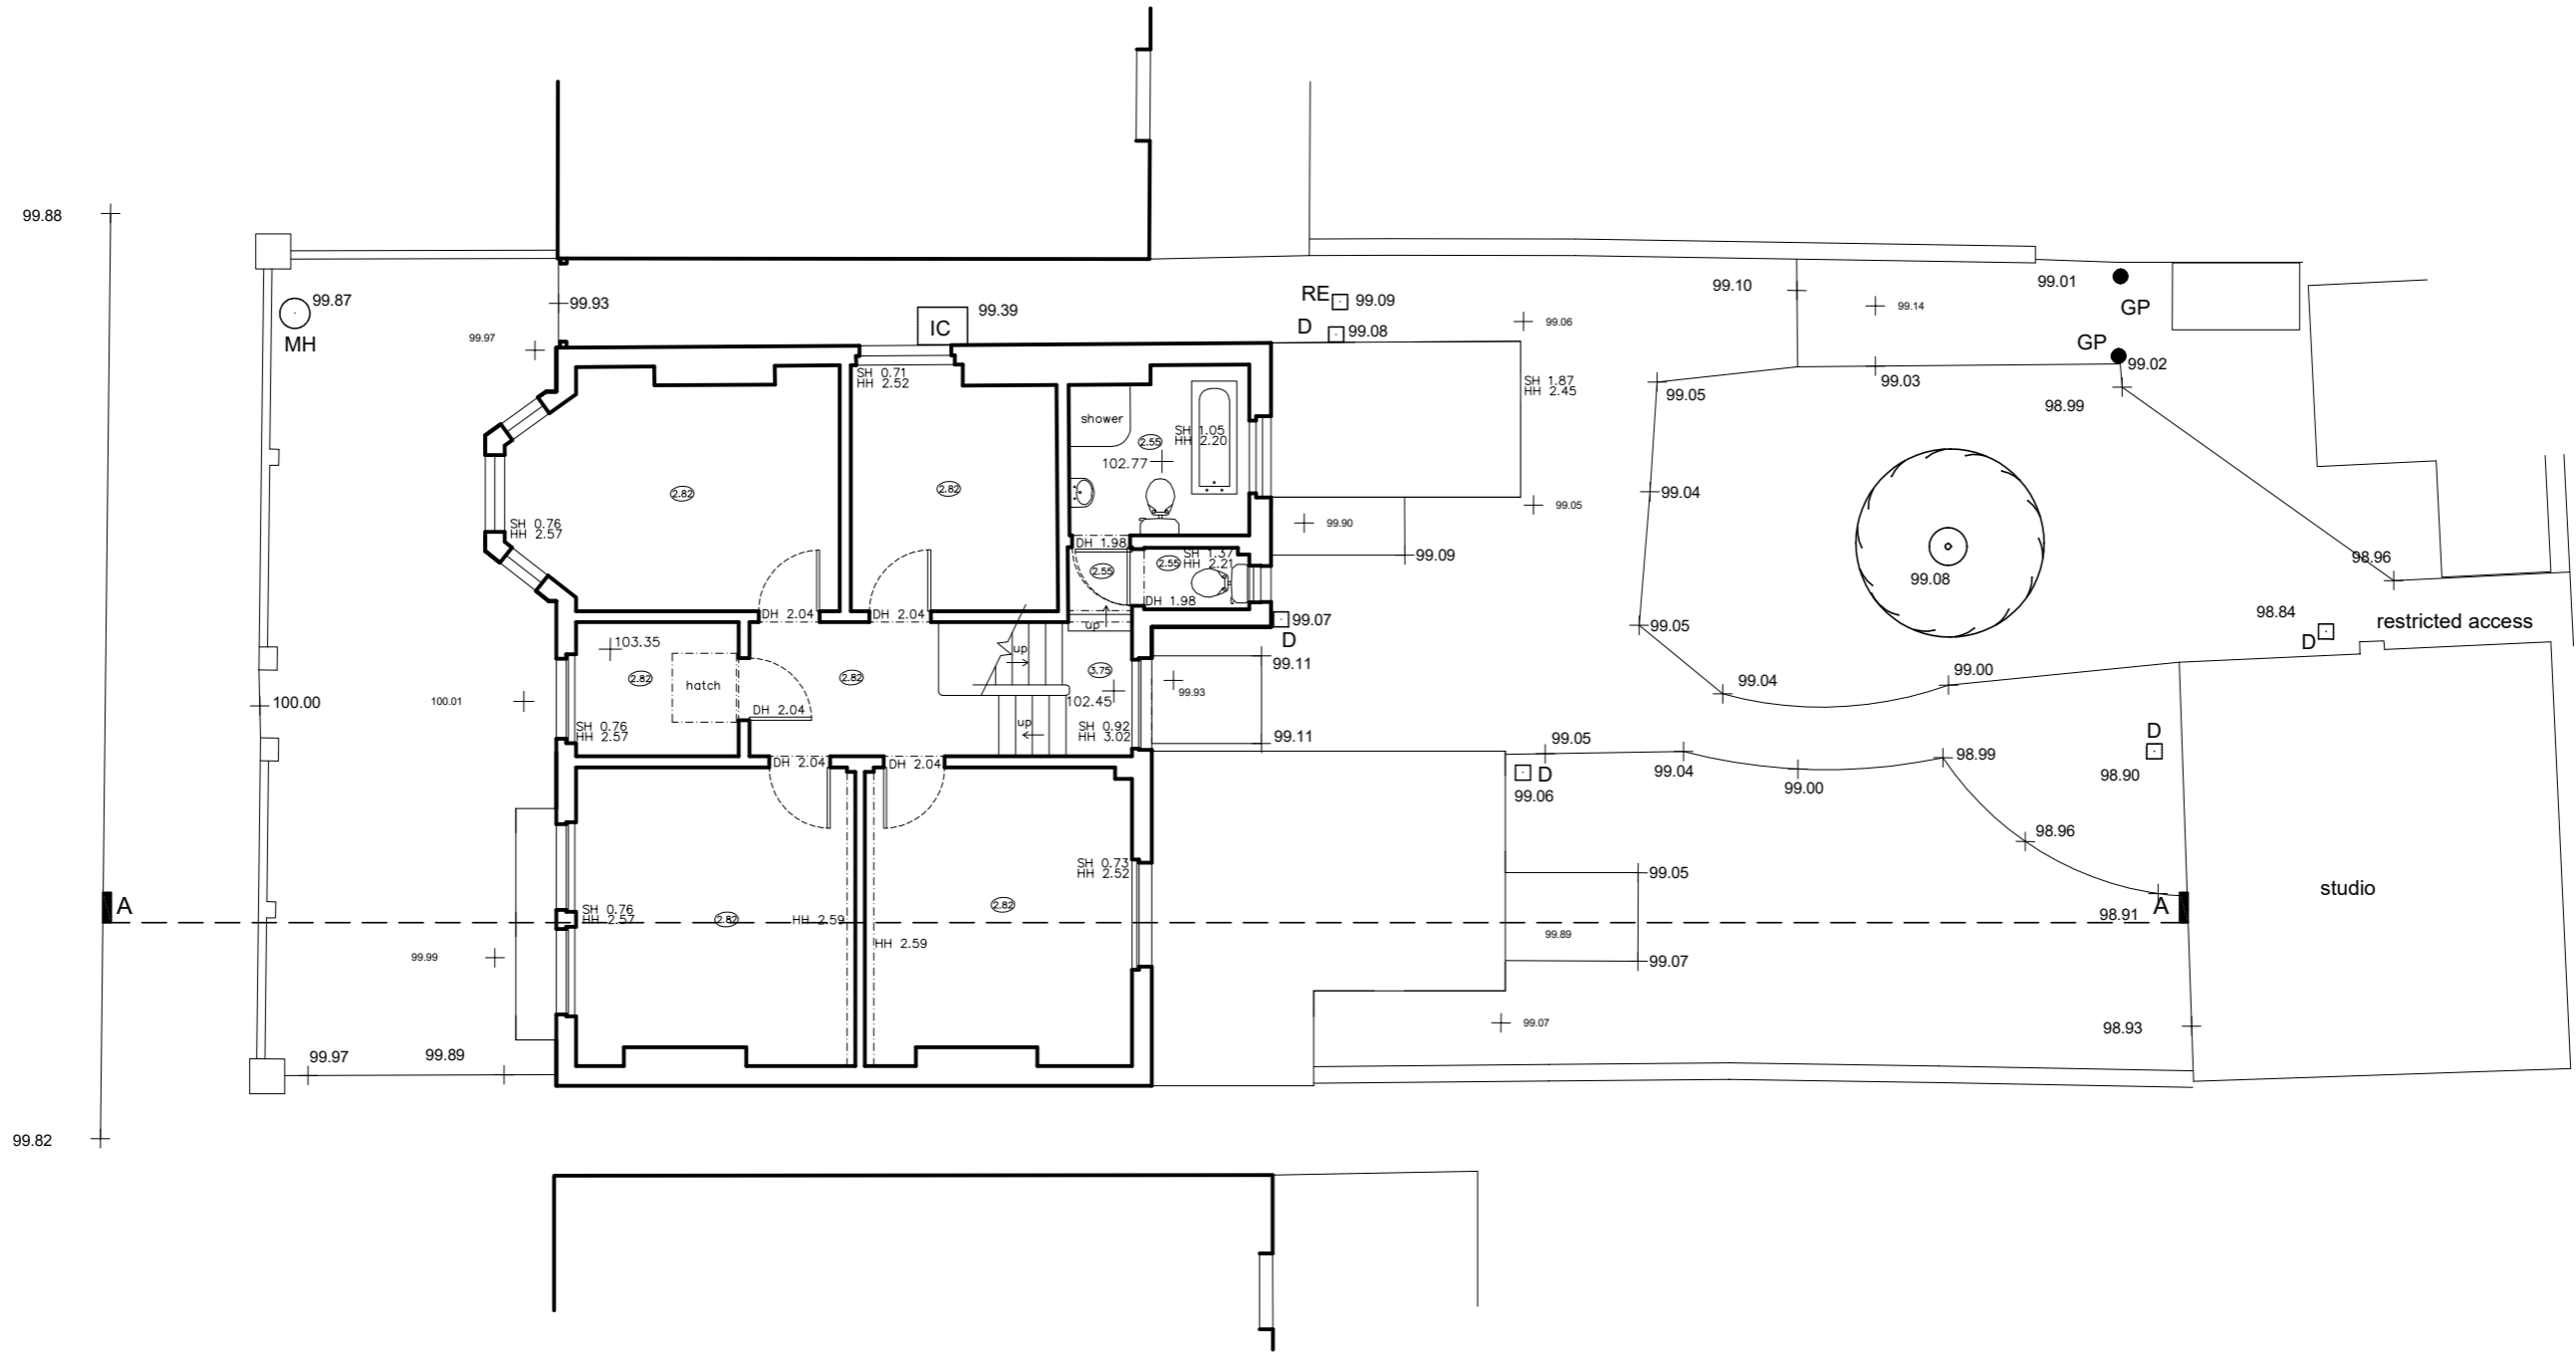 99.88
99.87
MH
99.93
99.97
IC
99.39
RE
99.09
D
99.08
99.06
99.10
99.14
99.01
GP
GP
99.02
99.03
99.05
98.99
SH 0.71
HH 2.52
SH 1.87
HH 2.45
shower
2.55
SH 1.05
HH 2.20
102.77
2.82
2.82
SH 0.76
HH 2.57
99.04
99.05
99.90
99.09
DH 1.98
2.55
2.55
SH 1.37
HH 2.21
DH 1.98
99.08
98.96
98.84
D
restricted access
DH 2.04
DH 2.04
up
99.07
D
99.05
103.35
2.82
hatch
2.82
up
3.75
102.45
99.11
99.93
99.04
99.00
100.00
100.01
DH 2.04
SH 0.76
HH 2.57
up
SH 0.92
HH 3.02
99.11
99.05
99.04
98.99
D
98.90
DH 2.04
DH 2.04
D
99.06
99.00
98.96
SH 0.73
HH 2.52
99.05
studio
A
SH 0.76
HH 2.57
2.82
HH 2.59
2.82
HH 2.59
99.89
98.91
A
99.99
99.07
99.07
98.93
99.97
99.89
99.82